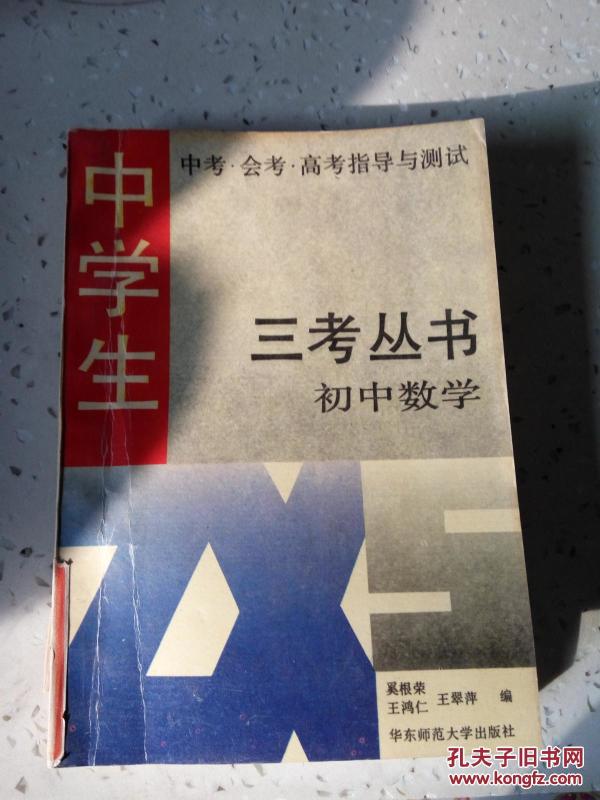 中学生
中考·会考·高考指导与测试
三考丛书
初中数学
奚根荣
王鸿仁 王翠萍 编
华东师范大学出版社
孔夫子旧书网
www.kongfz.com